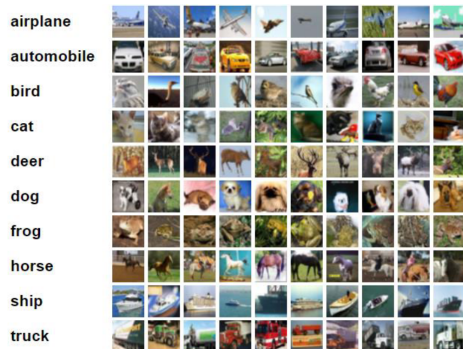 airplane
automobile
bird
cat
deer
dog
frog
horse
ship
truck